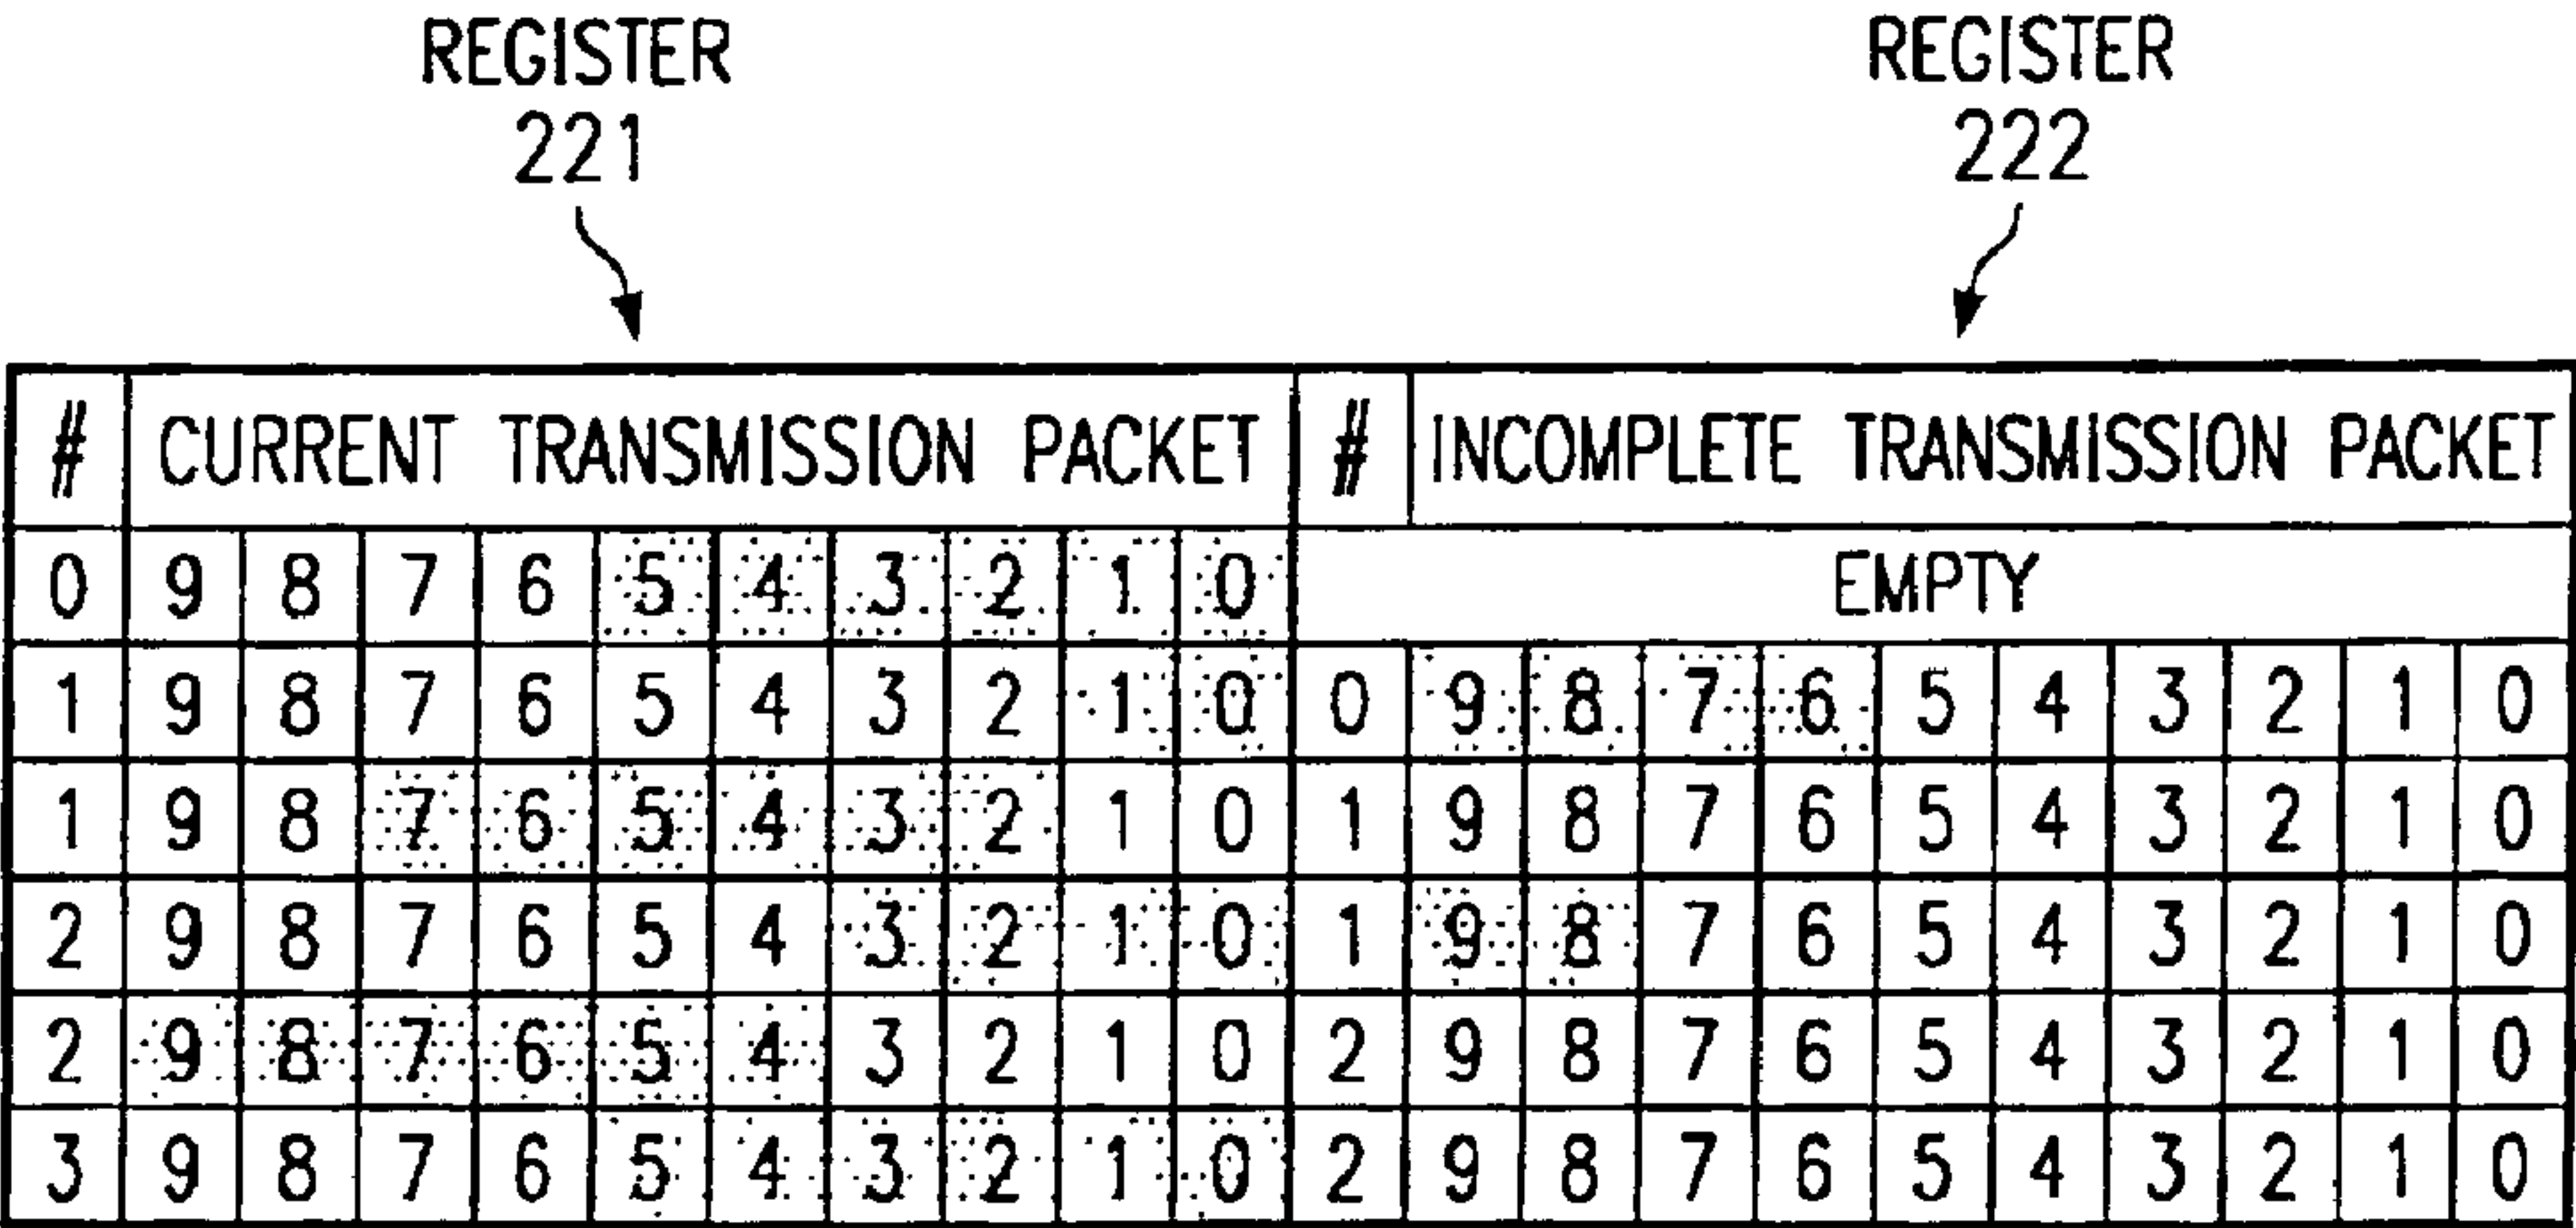 REGISTER
221
REGISTER
222
# CURRENT TRANSMISSION PACKET # INCOMPLETE TRANSMISSION PACKET
0 9 8 7 6 5 4 3 2 1 0 EMPTY
1 9 8 7 6 5 4 3 2 1 0 0 9 8 7 6 5 4 3 2 1 0
1 9 8 7 6 5 4 3 2 1 0 1 9 8 7 6 5 4 3 2 1 0
2 9 8 7 6 5 4 3 2 1 0 1 9 8 7 6 5 4 3 2 1 0
2 9 8 7 6 5 4 3 2 1 0 2 9 8 7 6 5 4 3 2 1 0
3 9 8 7 6 5 4 3 2 1 0 2 9 8 7 6 5 4 3 2 1 0